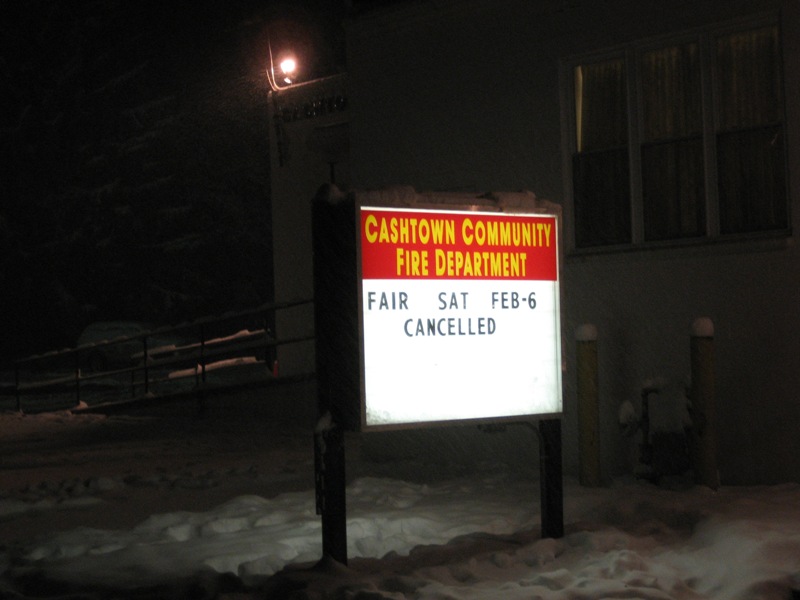 CASHTOWN COMMUNITY
FIRE DEPARTMENT
FAIR SAT FEB-6
CANCELLED